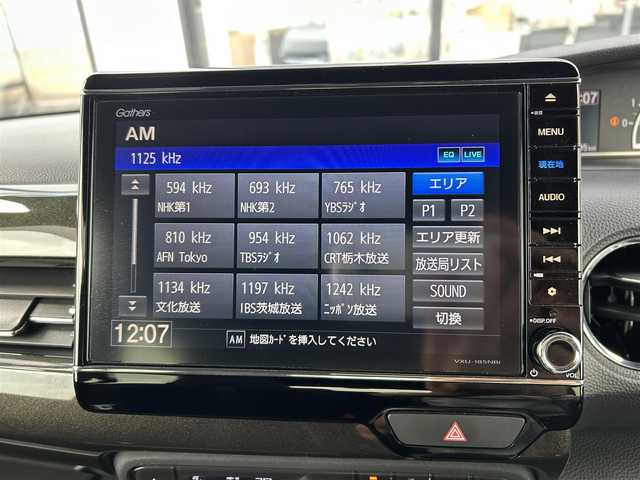 Gathers
AM
1125 kHz
EQ LIVE
594 kHz
NHK第1
693 kHz
NHK第2
765 kHz
YBSﾗｼﾞｵ
エリア
P1 P2
810 kHz
AFN Tokyo
954 kHz
TBSﾗｼﾞｵ
1062 kHz
CRT栃木放送
エリア更新
放送局リスト
1134 kHz
文化放送
1197 kHz
IBS茨城放送
1242 kHz
ﾆｯﾎﾟﾝ放送
SOUND
切換
12:07
AM 地図ｶｰﾄﾞを挿入してください
VXU-185NBi
MENU
現在地
AUDIO
DISP.OFF
VOL